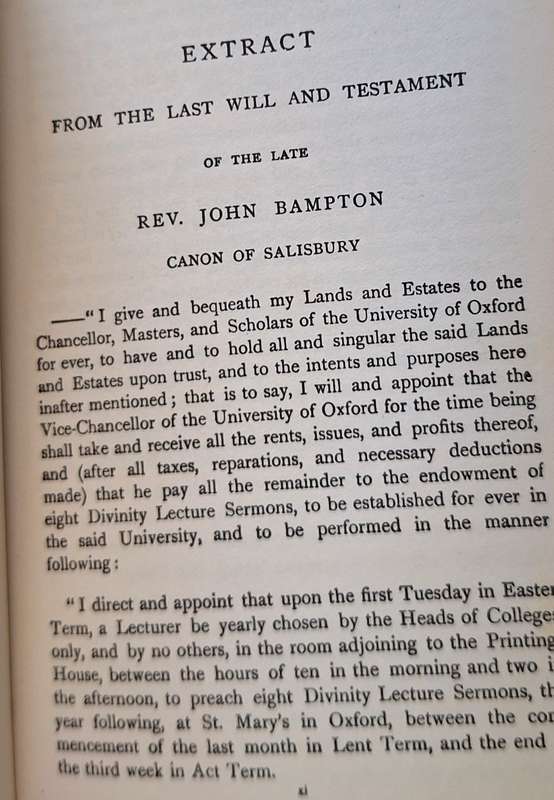 EXTRACT
FROM THE LAST WILL AND TESTAMENT
OF THE LATE
REV. JOHN BAMPTON
CANON OF SALISBURY
——“I give and bequeath my Lands and Estates to the
Chancellor, Masters, and Scholars of the University of Oxford
for ever, to have and to hold all and singular the said Lands
and Estates upon trust, and to the intents and purposes here
inafter mentioned; that is to say, I will and appoint that the
Vice-Chancellor of the University of Oxford for the time being
shall take and receive all the rents, issues, and profits thereof,
and (after all taxes, reparations, and necessary deductions
made) that he pay all the remainder to the endowment of
eight Divinity Lecture Sermons, to be established for ever in
the said University, and to be performed in the manner
following:
“I direct and appoint that upon the first Tuesday in Easter
Term, a Lecturer be yearly chosen by the Heads of Colleges
only, and by no others, in the room adjoining to the Printing
House, between the hours of ten in the morning and two i
the afternoon, to preach eight Divinity Lecture Sermons, th
year following, at St. Mary's in Oxford, between the com
mencement of the last month in Lent Term, and the end
the third week in Act Term.
xi